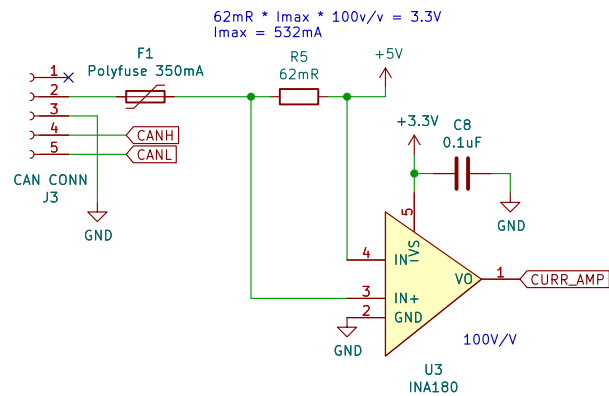 62mR * Imax * 100v/v = 3.3V
Imax = 532mA
F1
Polyfuse 350mA
R5
62mR
+5V
1
2
3
4
5
CANH
CANL
CAN CONN
J3
GND
+3.3V
C8
0.1uF
GND
5
VS
4
IN-
3
IN+
2
GND
VO
1
CURR_AMP
GND
100V/V
U3
INA180